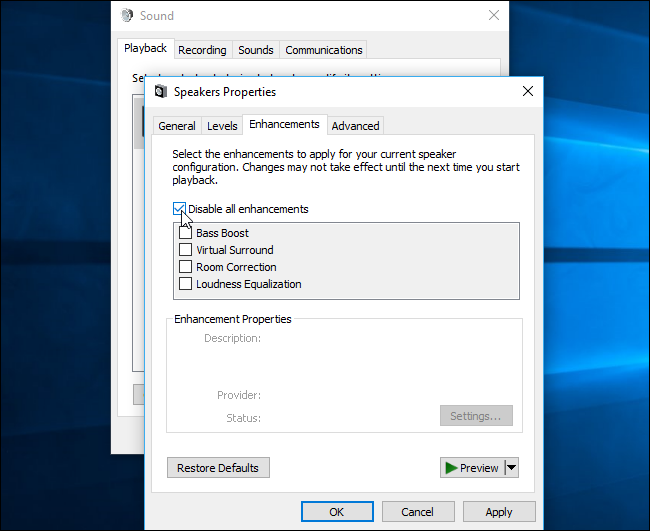 Sound
Playback
Recording
Sounds
Communications
Speakers Properties
General
Levels
Enhancements
Advanced
Select the enhancements to apply for your current speaker
configuration. Changes may not take effect until the next time you start
playback.
Disable all enhancements
Bass Boost
Virtual Surround
Room Correction
Loudness Equalization
Enhancement Properties
Description:
Provider:
Status:
Settings...
Restore Defaults
Preview
OK
Cancel
Apply